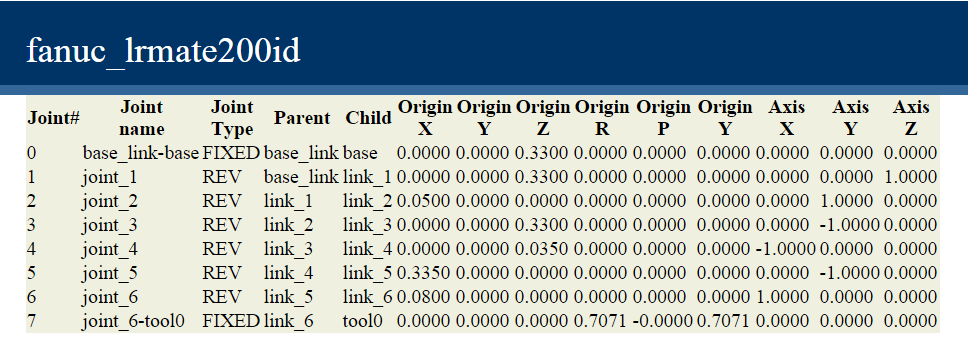 fanuc_lrmate200id
Joint# Joint name Joint Type Parent Child Origin X Origin Y Origin Z Origin R Origin P Origin Y Axis X Axis Y Axis Z
0 base_link-base FIXED base_link base 0.0000 0.0000 0.3300 0.0000 0.0000 0.0000 0.0000 0.0000 0.0000
1 joint_1 REV base_link link_1 0.0000 0.0000 0.3300 0.0000 0.0000 0.0000 0.0000 0.0000 1.0000
2 joint_2 REV link_1 link_2 0.0500 0.0000 0.0000 0.0000 0.0000 0.0000 0.0000 1.0000 0.0000
3 joint_3 REV link_2 link_3 0.0000 0.0000 0.3300 0.0000 0.0000 0.0000 0.0000 -1.0000 0.0000
4 joint_4 REV link_3 link_4 0.0000 0.0000 0.0350 0.0000 0.0000 0.0000 -1.0000 0.0000 0.0000
5 joint_5 REV link_4 link_5 0.3350 0.0000 0.0000 0.0000 0.0000 0.0000 0.0000 -1.0000 0.0000
6 joint_6 REV link_5 link_6 0.0800 0.0000 0.0000 0.0000 0.0000 0.0000 1.0000 0.0000 0.0000
7 joint_6-tool0 FIXED link_6 tool0 0.0000 0.0000 0.0000 0.7071 -0.0000 0.7071 0.0000 0.0000 0.0000